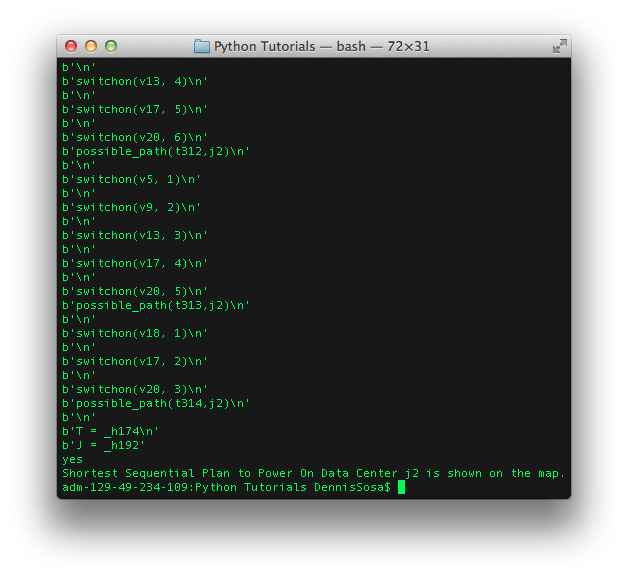 Python Tutorials — bash — 72×31
b'\n'
b'switchon(v13, 4)\n'
b'\n'
b'switchon(v17, 5)\n'
b'\n'
b'switchon(v20, 6)\n'
b'possible_path(t312,j2)\n'
b'\n'
b'switchon(v5, 1)\n'
b'\n'
b'switchon(v9, 2)\n'
b'\n'
b'switchon(v13, 3)\n'
b'\n'
b'switchon(v17, 4)\n'
b'\n'
b'switchon(v20, 5)\n'
b'possible_path(t313,j2)\n'
b'\n'
b'switchon(v18, 1)\n'
b'\n'
b'switchon(v17, 2)\n'
b'\n'
b'switchon(v20, 3)\n'
b'possible_path(t314,j2)\n'
b'\n'
b'T = _h174\n'
b'J = _h192'
yes
Shortest Sequential Plan to Power On Data Center j2 is shown on the map.
adm-129-49-234-109:Python Tutorials DennisSosa$